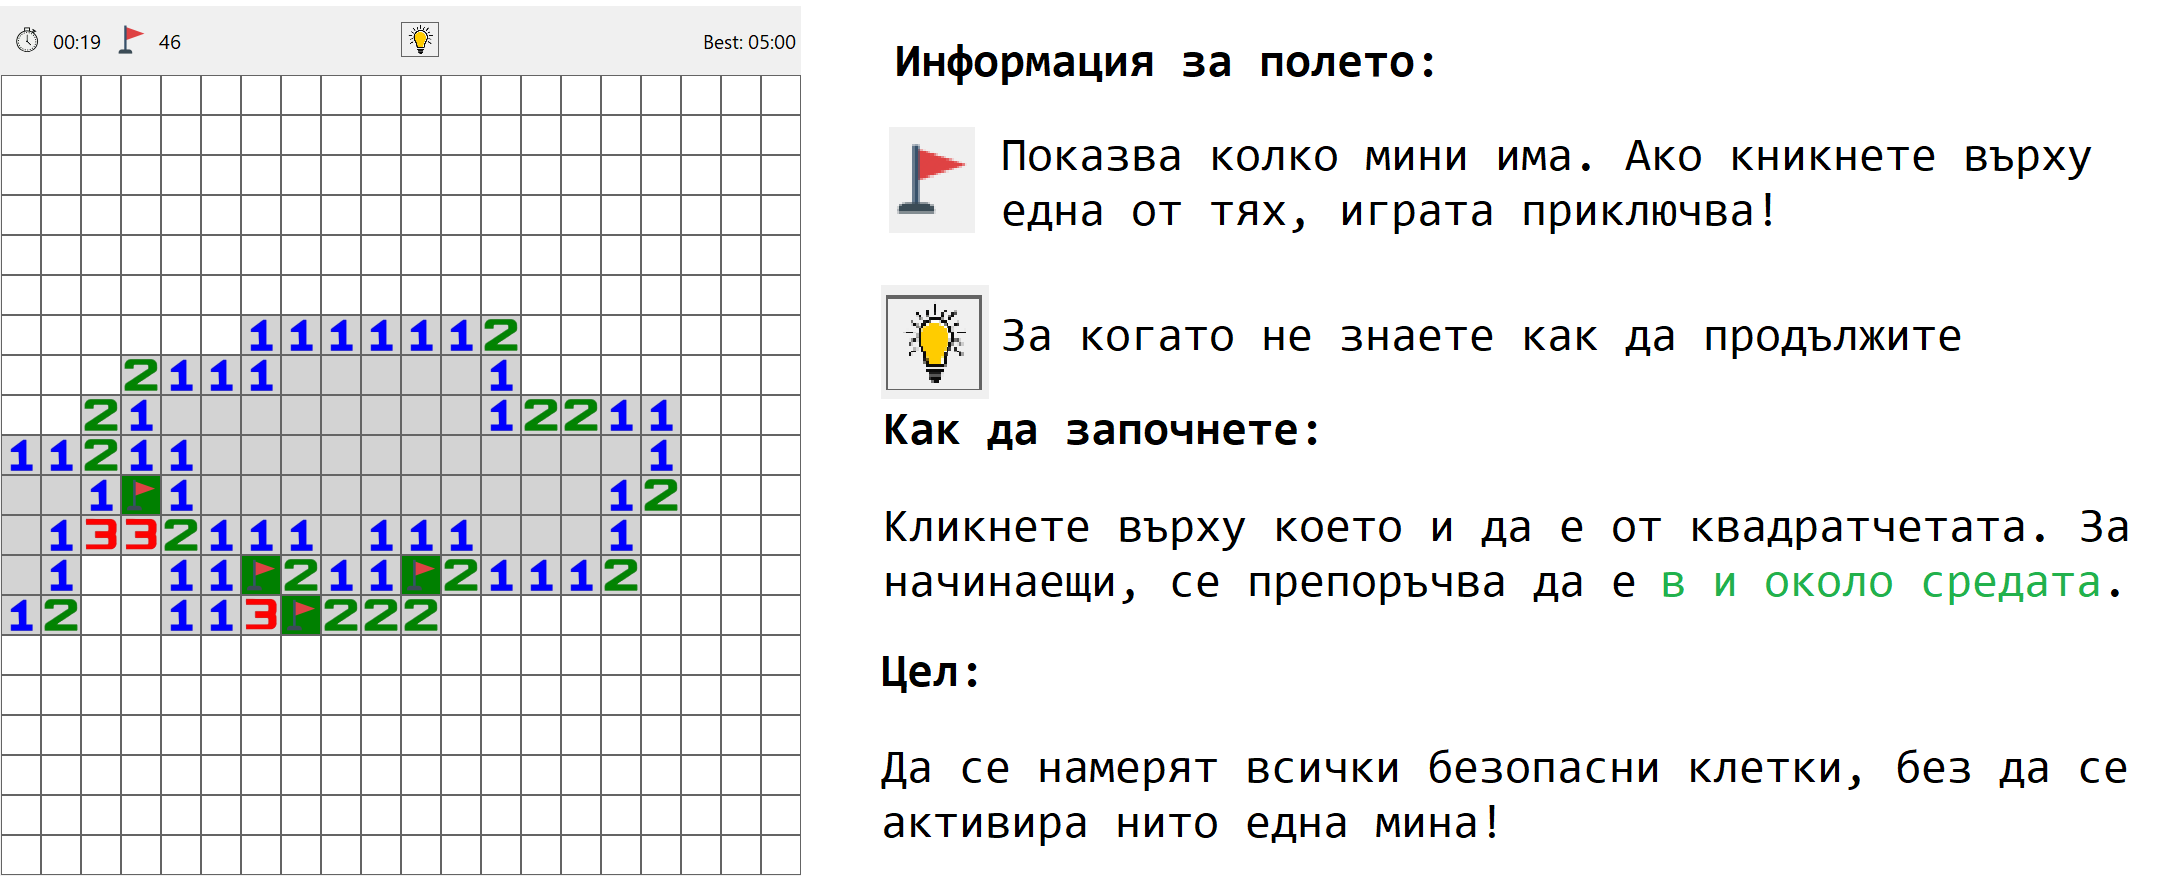 00:19 46 Best: 05:00
1 1 1 1 1 1 2
2 1 1 1 1
2 1 1 2 2 1 1
1 1 2 1 1 1
1 1 1 2
1 3 3 2 1 1 1 1 1 1 1
1 1 1 2 1 1 2 1 1 1 2
1 2 1 1 3 2 2 2
Информация за полето:
Показва колко мини има. Ако кникнете върху
една от тях, играта приключва!
За когато не знаете как да продължите
Как да започнете:
Кликнете върху което и да е от квадратчетата. За
начинаещи, се препоръчва да е в и около средата.
Цел:
Да се намерят всички безопасни клетки, без да се
активира нито една мина!